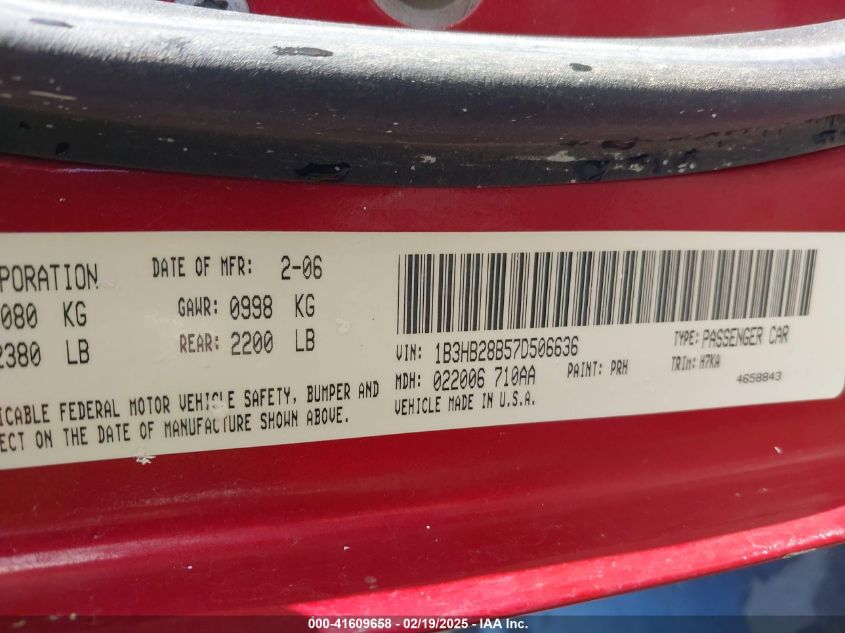 PORATION DATE OF MFR: 2-06
080 KG GAWR: 0998 KG
2380 LB REAR: 2200 LB
ICABLE FEDERAL MOTOR VEHICLE SAFETY, BUMPER AND
ECT ON THE DATE OF MANUFACTURE SHOWN ABOVE.
VIN: 1B3HB28B57D506636 TYPE: PASSENGER CAR
MDH: 022006 710AA PAINT: PRH TRIM: H7KA
VEHICLE MADE IN U.S.A. 4658843
000-41609658 - 02/19/2025 - IAA Inc.